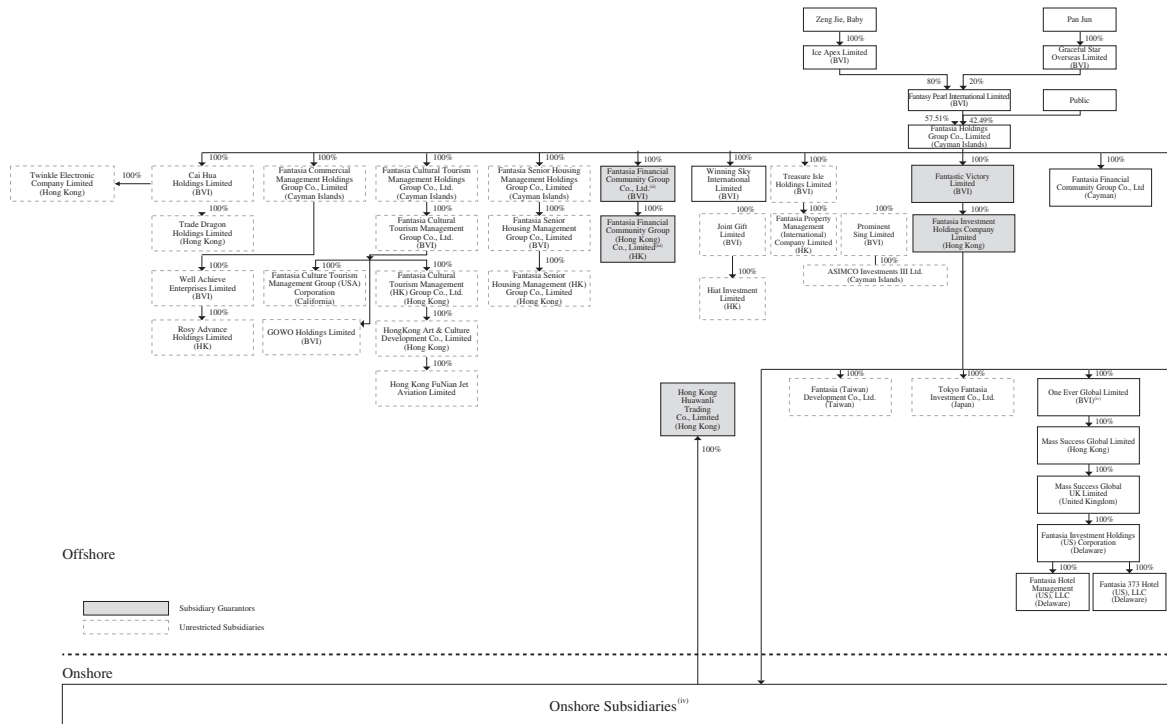 Zeng Jie, Baby
Pan Jun
100%
100%
Ice Apex Limited
(BVI)
Graceful Star
Overseas Limited
(BVI)
80%
20%
Fantasy Pearl International Limited
(BVI)
Public
57.51%
42.49%
Fantasia Holdings
Group Co., Limited
(Cayman Islands)
100%
100%
100%
100%
100%
100%
100%
100%
100%
100%
Twinkle Electronic
Company Limited
(Hong Kong)
Cai Hua
Holdings Limited
(BVI)
Fantasia Commercial
Management Holdings
Group Co., Limited
(Cayman Islands)
Fantasia Cultural Tourism
Management Holdings
Group Co., Ltd.
(Cayman Islands)
Fantasia Senior Housing
Management Holdings
Group Co., Limited
(Cayman Islands)
Fantasia Financial
Community Group
Co., Ltd.
(BVI)
Winning Sky
International
Limited
(BVI)
Treasure Isle
Holdings Limited
(BVI)
Fantastic Victory
Limited
(BVI)
Fantasia Financial
Community Group Co., Ltd
(Cayman)
100%
100%
100%
100%
100%
100%
100%
100%
Trade Dragon
Holdings Limited
(Hong Kong)
Fantasia Cultural
Tourism Management
Group Co., Ltd.
(BVI)
Fantasia Senior
Housing Management
Group Co., Limited
(BVI)
Fantasia Financial
Community Group
(Hong Kong)
Co., Limited
(HK)
Joint Gift
Limited
(BVI)
Fantasia Property
Management
(International)
Company Limited
(HK)
Prominent
Sing Limited
(BVI)
Fantasia Investment
Holdings Company
Limited
(Hong Kong)
100%
100%
100%
100%
100%
100%
100%
Well Achieve
Enterprises Limited
(BVI)
Fantasia Culture Tourism
Management Group (USA)
Corporation
(California)
Fantasia Cultural
Tourism Management
(HK) Group Co., Ltd.
(Hong Kong)
Fantasia Senior
Housing Management (HK)
Group Co., Limited
(Hong Kong)
Hiat Investment
Limited
(HK)
ASIMCO Investments III Ltd.
(Cayman Islands)
100%
100%
100%
Rosy Advance
Holdings Limited
(HK)
GOWO Holdings Limited
(BVI)
HongKong Art & Culture
Development Co., Limited
(Hong Kong)
100%
Hong Kong FuNian Jet
Aviation Limited
Hong Kong
Huawanli
Trading
Co., Limited
(Hong Kong)
100%
100%
100%
100%
Fantasia (Taiwan)
Development Co., Ltd.
(Taiwan)
Tokyo Fantasia
Investment Co., Ltd.
(Japan)
One Ever Global Limited
(BVI)
100%
Mass Success Global Limited
(Hong Kong)
100%
Mass Success Global
UK Limited
(United Kingdom)
100%
Fantasia Investment Holdings
(US) Corporation
(Delaware)
100%
100%
Fantasia Hotel
Management
(US), LLC
(Delaware)
Fantasia 373 Hotel
(US), LLC
(Delaware)
Offshore
Subsidiary Guarantors
Unrestricted Subsidiaries
Onshore
Onshore Subsidiaries(iv)